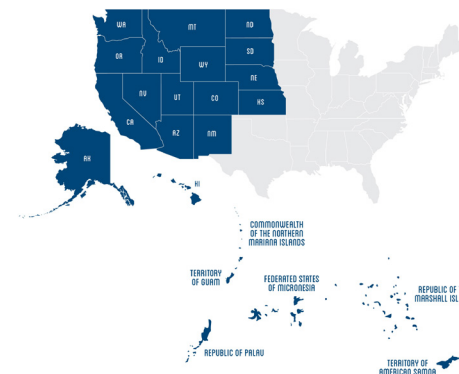 WA
MT
ND
OR
ID
SD
WY
NE
NV
UT
CO
KS
CA
AZ
NM
AK
HI
COMMONWEALTH
OF THE NORTHERN
MARIANA ISLANDS
TERRITORY
OF GUAM
FEDERATED STATES
OF MICRONESIA
REPUBLIC OF
MARSHALL ISL
REPUBLIC OF PALAU
TERRITORY OF
AMERICAN SAMOA